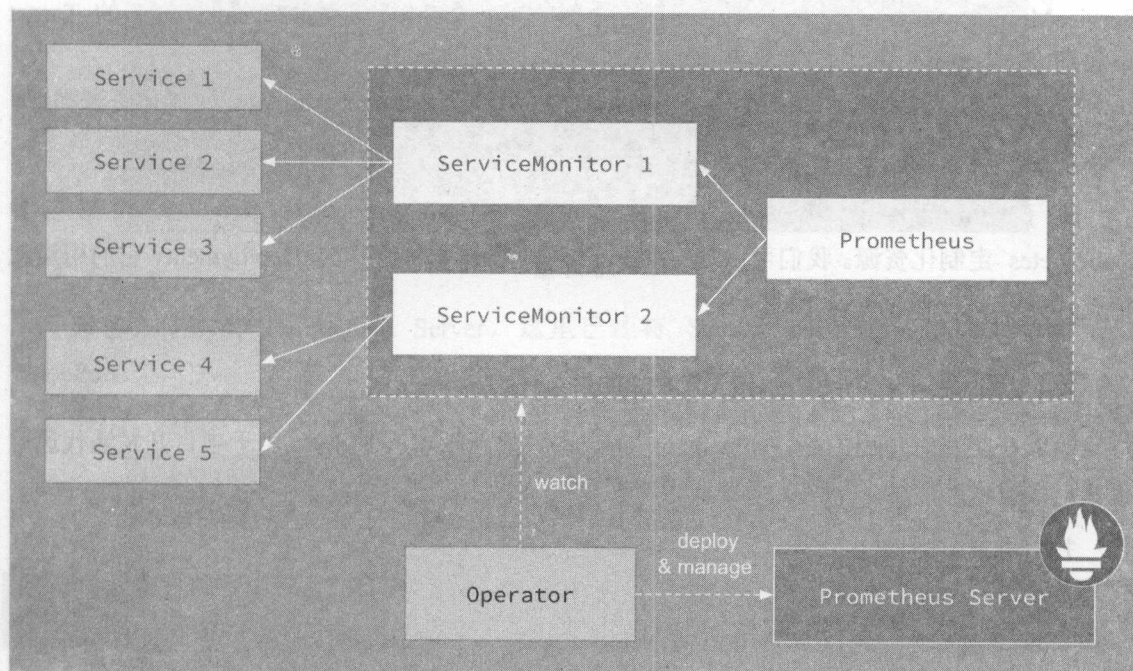 Service 1
Service 2
Service 3
Service 4
Service 5
ServiceMonitor 1
ServiceMonitor 2
Prometheus
watch
Operator
deploy
& manage
Prometheus Server